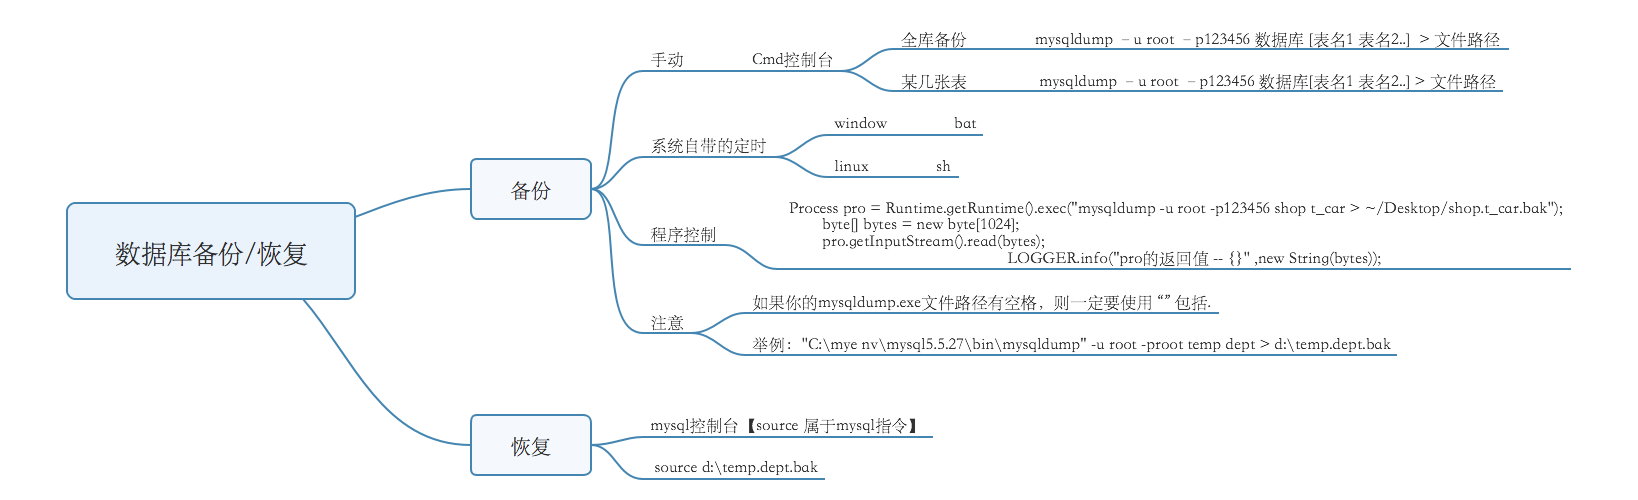 数据库备份/恢复
备份
手动
Cmd控制台
全库备份
mysqldump –u root –p123456 数据库 [表名1 表名2..] > 文件路径
某几张表
mysqldump –u root –p123456 数据库[表名1 表名2..] > 文件路径
系统自带的定时
window
bat
linux
sh
程序控制
Process pro = Runtime.getRuntime().exec("mysqldump -u root -p123456 shop t_car > ~/Desktop/shop.t_car.bak");
byte[] bytes = new byte[1024];
pro.getInputStream().read(bytes);
LOGGER.info("pro的返回值 -- {}" ,new String(bytes));
注意
如果你的mysqldump.exe文件路径有空格，则一定要使用 “” 包括.
举例："C:\mye nv\mysql5.5.27\bin\mysqldump" -u root -proot temp dept > d:\temp.dept.bak
恢复
mysql控制台【source 属于mysql指令】
source d:\temp.dept.bak